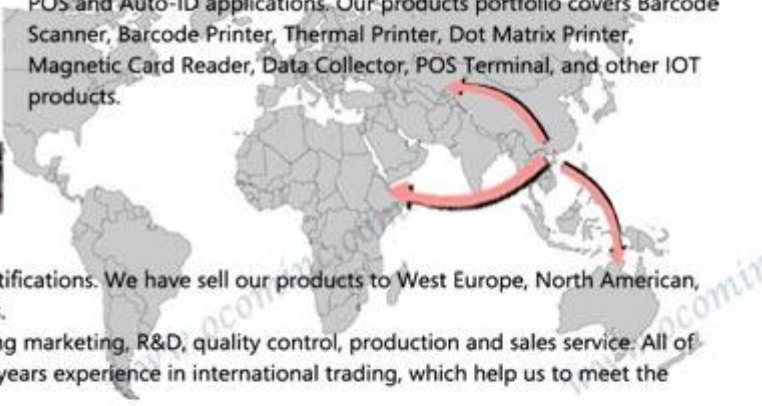 POS and Auto-ID applications. Our products portfolio covers Barcode
Scanner, Barcode Printer, Thermal Printer, Dot Matrix Printer,
Magnetic Card Reader, Data Collector, POS Terminal, and other IOT
products.
tifications. We have sell our products to West Europe, North American,
ng marketing, R&D, quality control, production and sales service. All of
years experience in international trading, which help us to meet the